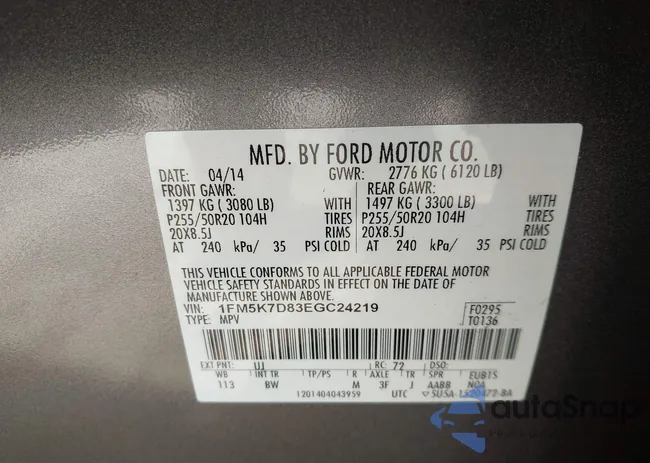 MFD. BY FORD MOTOR CO.
DATE: 04/14 GVWR: 2776 KG ( 6120 LB)
FRONT GAWR: REAR GAWR:
1397 KG ( 3080 LB) WITH 1497 KG ( 3300 LB) WITH
P255/50R20 104H TIRES P255/50R20 104H TIRES
20X8.5J RIMS 20X8.5J RIMS
AT 240 kPa/ 35 PSI COLD AT 240 kPa/ 35 PSI COLD
THIS VEHICLE CONFORMS TO ALL APPLICABLE FEDERAL MOTOR
VEHICLE SAFETY STANDARDS IN EFFECT ON THE DATE OF
MANUFACTURE SHOWN ABOVE.
VIN: 1FM5K7D83EGC24219 F0295
TYPE: MPV T0136
EXT PNT: UJ RC: 72 DSO:
WB INT TR TP/PS R AXLE TR SPR EUB1S
113 BW M 3F J AABB N0A
1201404043959 UTC ▽ SU5A-1520472-BA
autoSnap